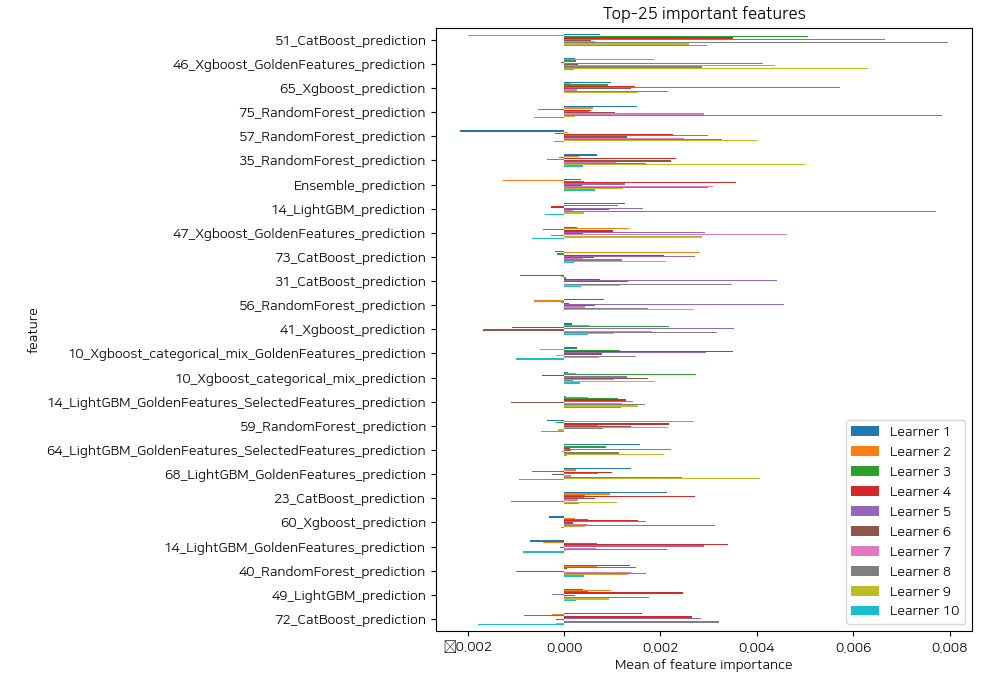 Top-25 important features
51_CatBoost_prediction
46_Xgboost_GoldenFeatures_prediction
65_Xgboost_prediction
75_RandomForest_prediction
57_RandomForest_prediction
35_RandomForest_prediction
Ensemble_prediction
14_LightGBM_prediction
47_Xgboost_GoldenFeatures_prediction
73_CatBoost_prediction
31_CatBoost_prediction
56_RandomForest_prediction
41_Xgboost_prediction
10_Xgboost_categorical_mix_GoldenFeatures_prediction
10_Xgboost_categorical_mix_prediction
14_LightGBM_GoldenFeatures_SelectedFeatures_prediction
59_RandomForest_prediction
64_LightGBM_GoldenFeatures_SelectedFeatures_prediction
68_LightGBM_GoldenFeatures_prediction
23_CatBoost_prediction
60_Xgboost_prediction
14_LightGBM_GoldenFeatures_prediction
40_RandomForest_prediction
49_LightGBM_prediction
72_CatBoost_prediction
feature
Learner 1
Learner 2
Learner 3
Learner 4
Learner 5
Learner 6
Learner 7
Learner 8
Learner 9
Learner 10
0.002 0.000 0.002 0.004 0.006 0.008
Mean of feature importance